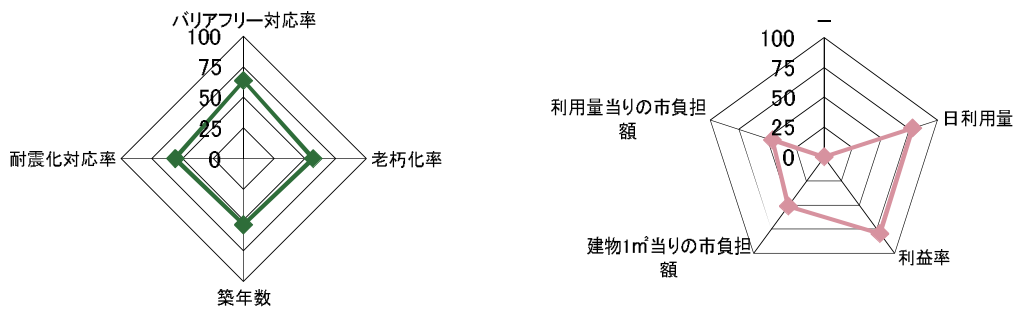 バリアフリー対応率
100
75
50
25
0
耐震化対応率
老朽化率
築年数
ー
100
75
50
25
0
利用量当りの市負担
額
日利用量
建物1㎡当りの市負担
額
利益率